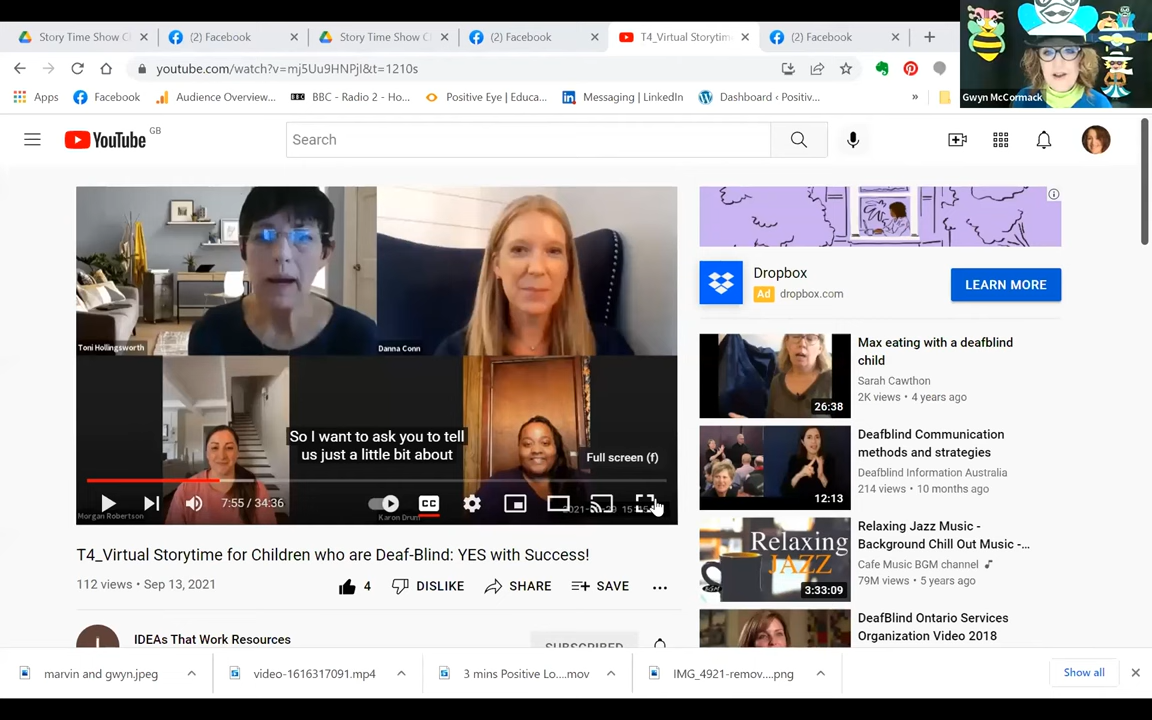 Story Time Show C
(2) Facebook
Story Time Show C
(2) Facebook
T4_Virtual Storytim
(2) Facebook
youtube.com/watch?v=mj5Uu9HNPjI&t=1210s
Gwyn McCormack
Apps
Facebook
Audience Overview...
BBC - Radio 2 - Ho...
Positive Eye | Educa...
Messaging | LinkedIn
Dashboard ‹ Positiv...
»
YouTube GB
Search
Toni Hollingsworth
Danna Conn
So I want to ask you to tell
us just a little bit about
Full screen (f)
7:55 / 34:36
CC
Morgan Robertson
Karon Drum
T4_Virtual Storytime for Children who are Deaf-Blind: YES with Success!
112 views • Sep 13, 2021
4
DISLIKE
SHARE
SAVE
IDEAs That Work Resources
SUBSCRIBED
Dropbox
Ad dropbox.com
LEARN MORE
Max eating with a deafblind
child
Sarah Cawthon
2K views • 4 years ago
26:38
Deafblind Communication
methods and strategies
Deafblind Information Australia
214 views • 10 months ago
12:13
Relaxing Jazz Music -
Background Chill Out Music -...
Cafe Music BGM channel
79M views • 5 years ago
Relaxing
JAZZ
3:33:09
DeafBlind Ontario Services
Organization Video 2018
marvin and gwyn.jpeg
video-1616317091.mp4
3 mins Positive Lo....mov
IMG_4921-remov....png
Show all